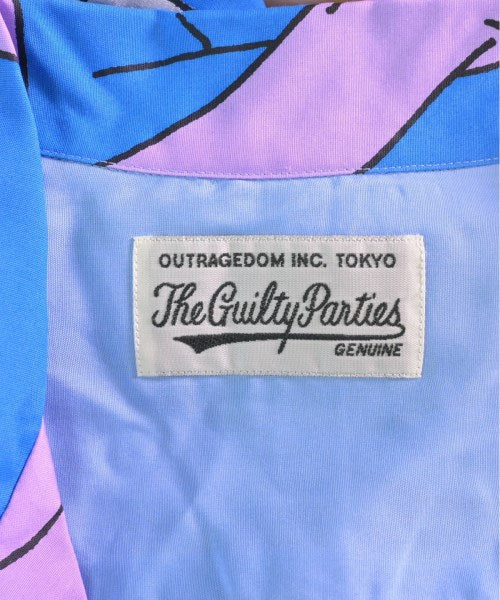 OUTRAGEDOM INC. TOKYO
The Guilty Parties
GENUINE